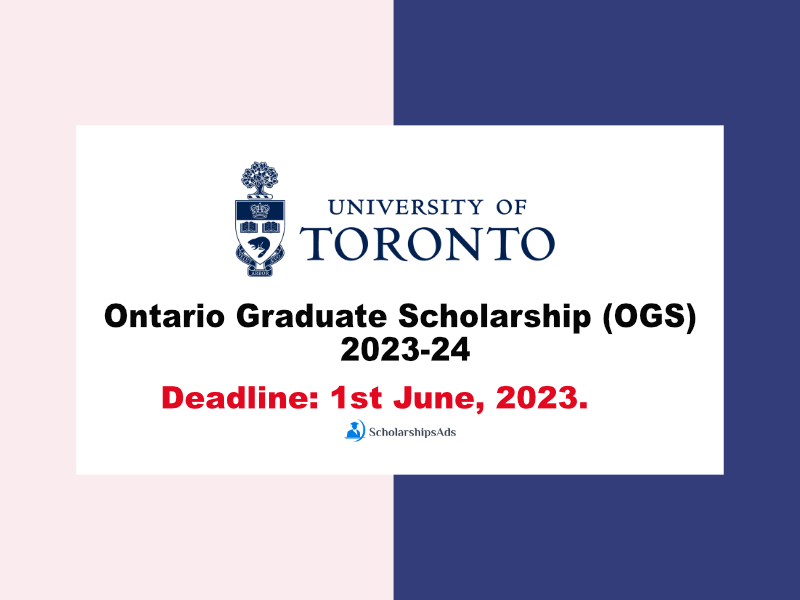 UNIVERSITY OF
TORONTO
Ontario Graduate Scholarship (OGS)
2023-24
Deadline: 1st June, 2023.
ScholarshipsAds